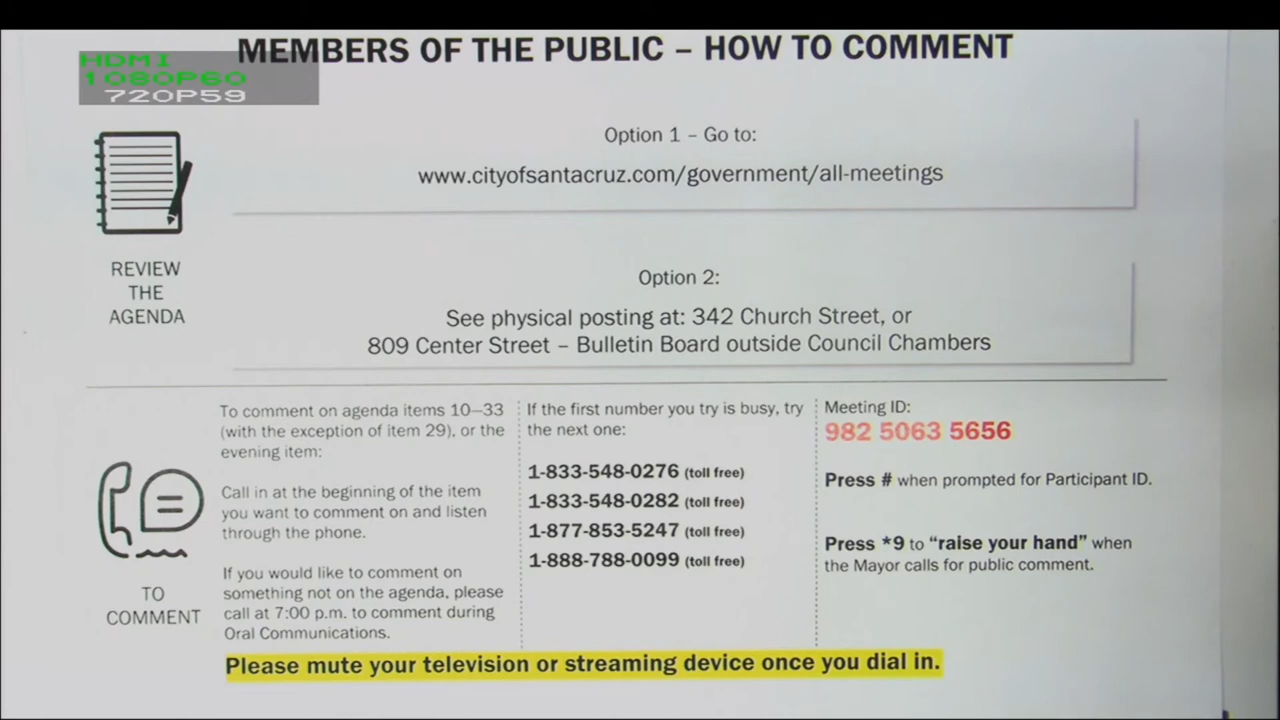 MEMBERS OF THE PUBLIC – HOW TO COMMENT
HDMI
1080P60
720P59
Option 1 – Go to:
www.cityofsantacruz.com/government/all-meetings
REVIEW
THE
AGENDA
Option 2:
See physical posting at: 342 Church Street, or
809 Center Street – Bulletin Board outside Council Chambers
TO
COMMENT
To comment on agenda items 10–33
(with the exception of item 29), or the
evening item:
Call in at the beginning of the item
you want to comment on and listen
through the phone.
If you would like to comment on
something not on the agenda, please
call at 7:00 p.m. to comment during
Oral Communications.
If the first number you try is busy, try
the next one:
1-833-548-0276 (toll free)
1-833-548-0282 (toll free)
1-877-853-5247 (toll free)
1-888-788-0099 (toll free)
Meeting ID:
982 5063 5656
Press # when prompted for Participant ID.
Press *9 to “raise your hand” when
the Mayor calls for public comment.
Please mute your television or streaming device once you dial in.